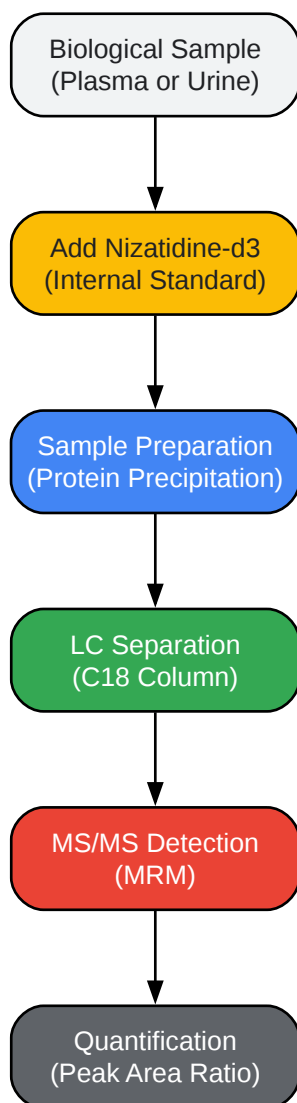 Biological Sample
(Plasma or Urine)
Add Nizatidine-d3
(Internal Standard)
Sample Preparation
(Protein Precipitation)
LC Separation
(C18 Column)
MS/MS Detection
(MRM)
Quantification
(Peak Area Ratio)